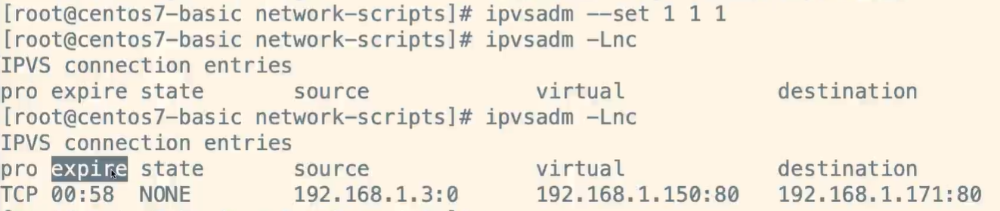 [root@centos7-basic network-scripts]# ipvsadm --set 1 1 1
[root@centos7-basic network-scripts]# ipvsadm -Lnc
IPVS connection entries
pro expire state source virtual destination
[root@centos7-basic network-scripts]# ipvsadm -Lnc
IPVS connection entries
pro expire state source virtual destination
TCP 00:58 NONE 192.168.1.3:0 192.168.1.150:80 192.168.1.171:80